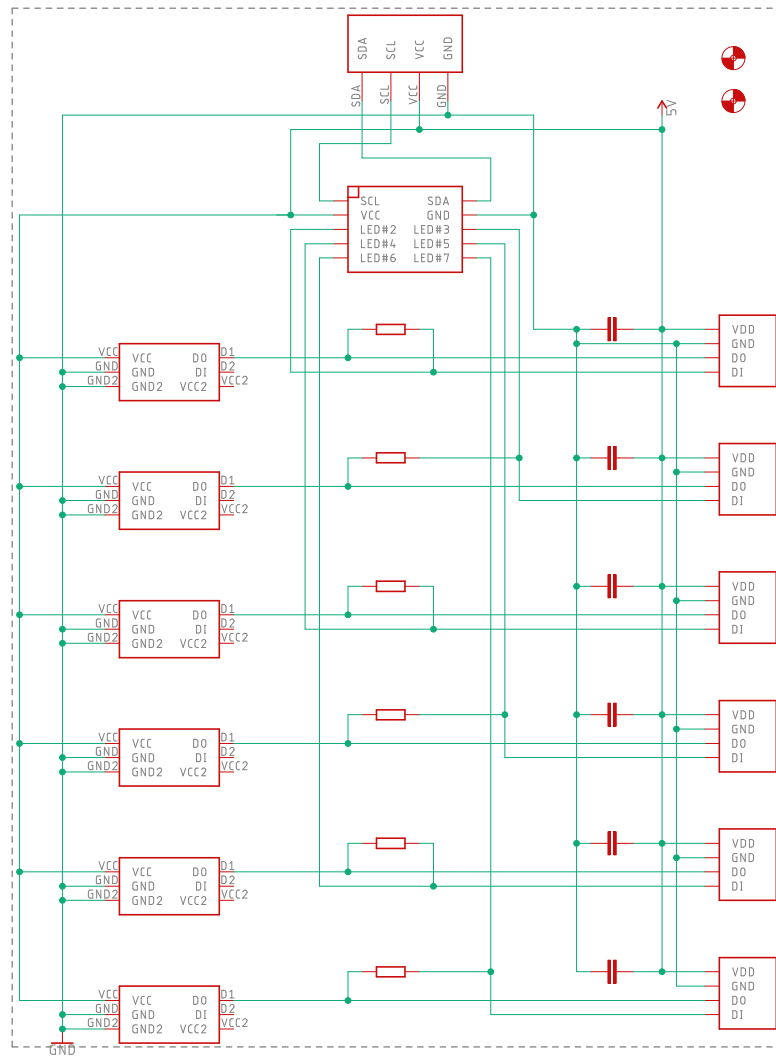 SDA SCL VCC GND
SDA SCL VCC GND
5V
SCL SDA
VCC GND
LED#2 LED#3
LED#4 LED#5
LED#6 LED#7
VDD
GND
DO
DI
VCC VCC DO D1
GND GND DI D2
GND2 GND2 VCC2 VCC2
VDD
GND
DO
DI
VCC VCC DO D1
GND GND DI D2
GND2 GND2 VCC2 VCC2
VDD
GND
DO
DI
VCC VCC DO D1
GND GND DI D2
GND2 GND2 VCC2 VCC2
VDD
GND
DO
DI
VCC VCC DO D1
GND GND DI D2
GND2 GND2 VCC2 VCC2
VDD
GND
DO
DI
VCC VCC DO D1
GND GND DI D2
GND2 GND2 VCC2 VCC2
VDD
GND
DO
DI
VCC VCC DO D1
GND GND DI D2
GND2 GND2 VCC2 VCC2
GND